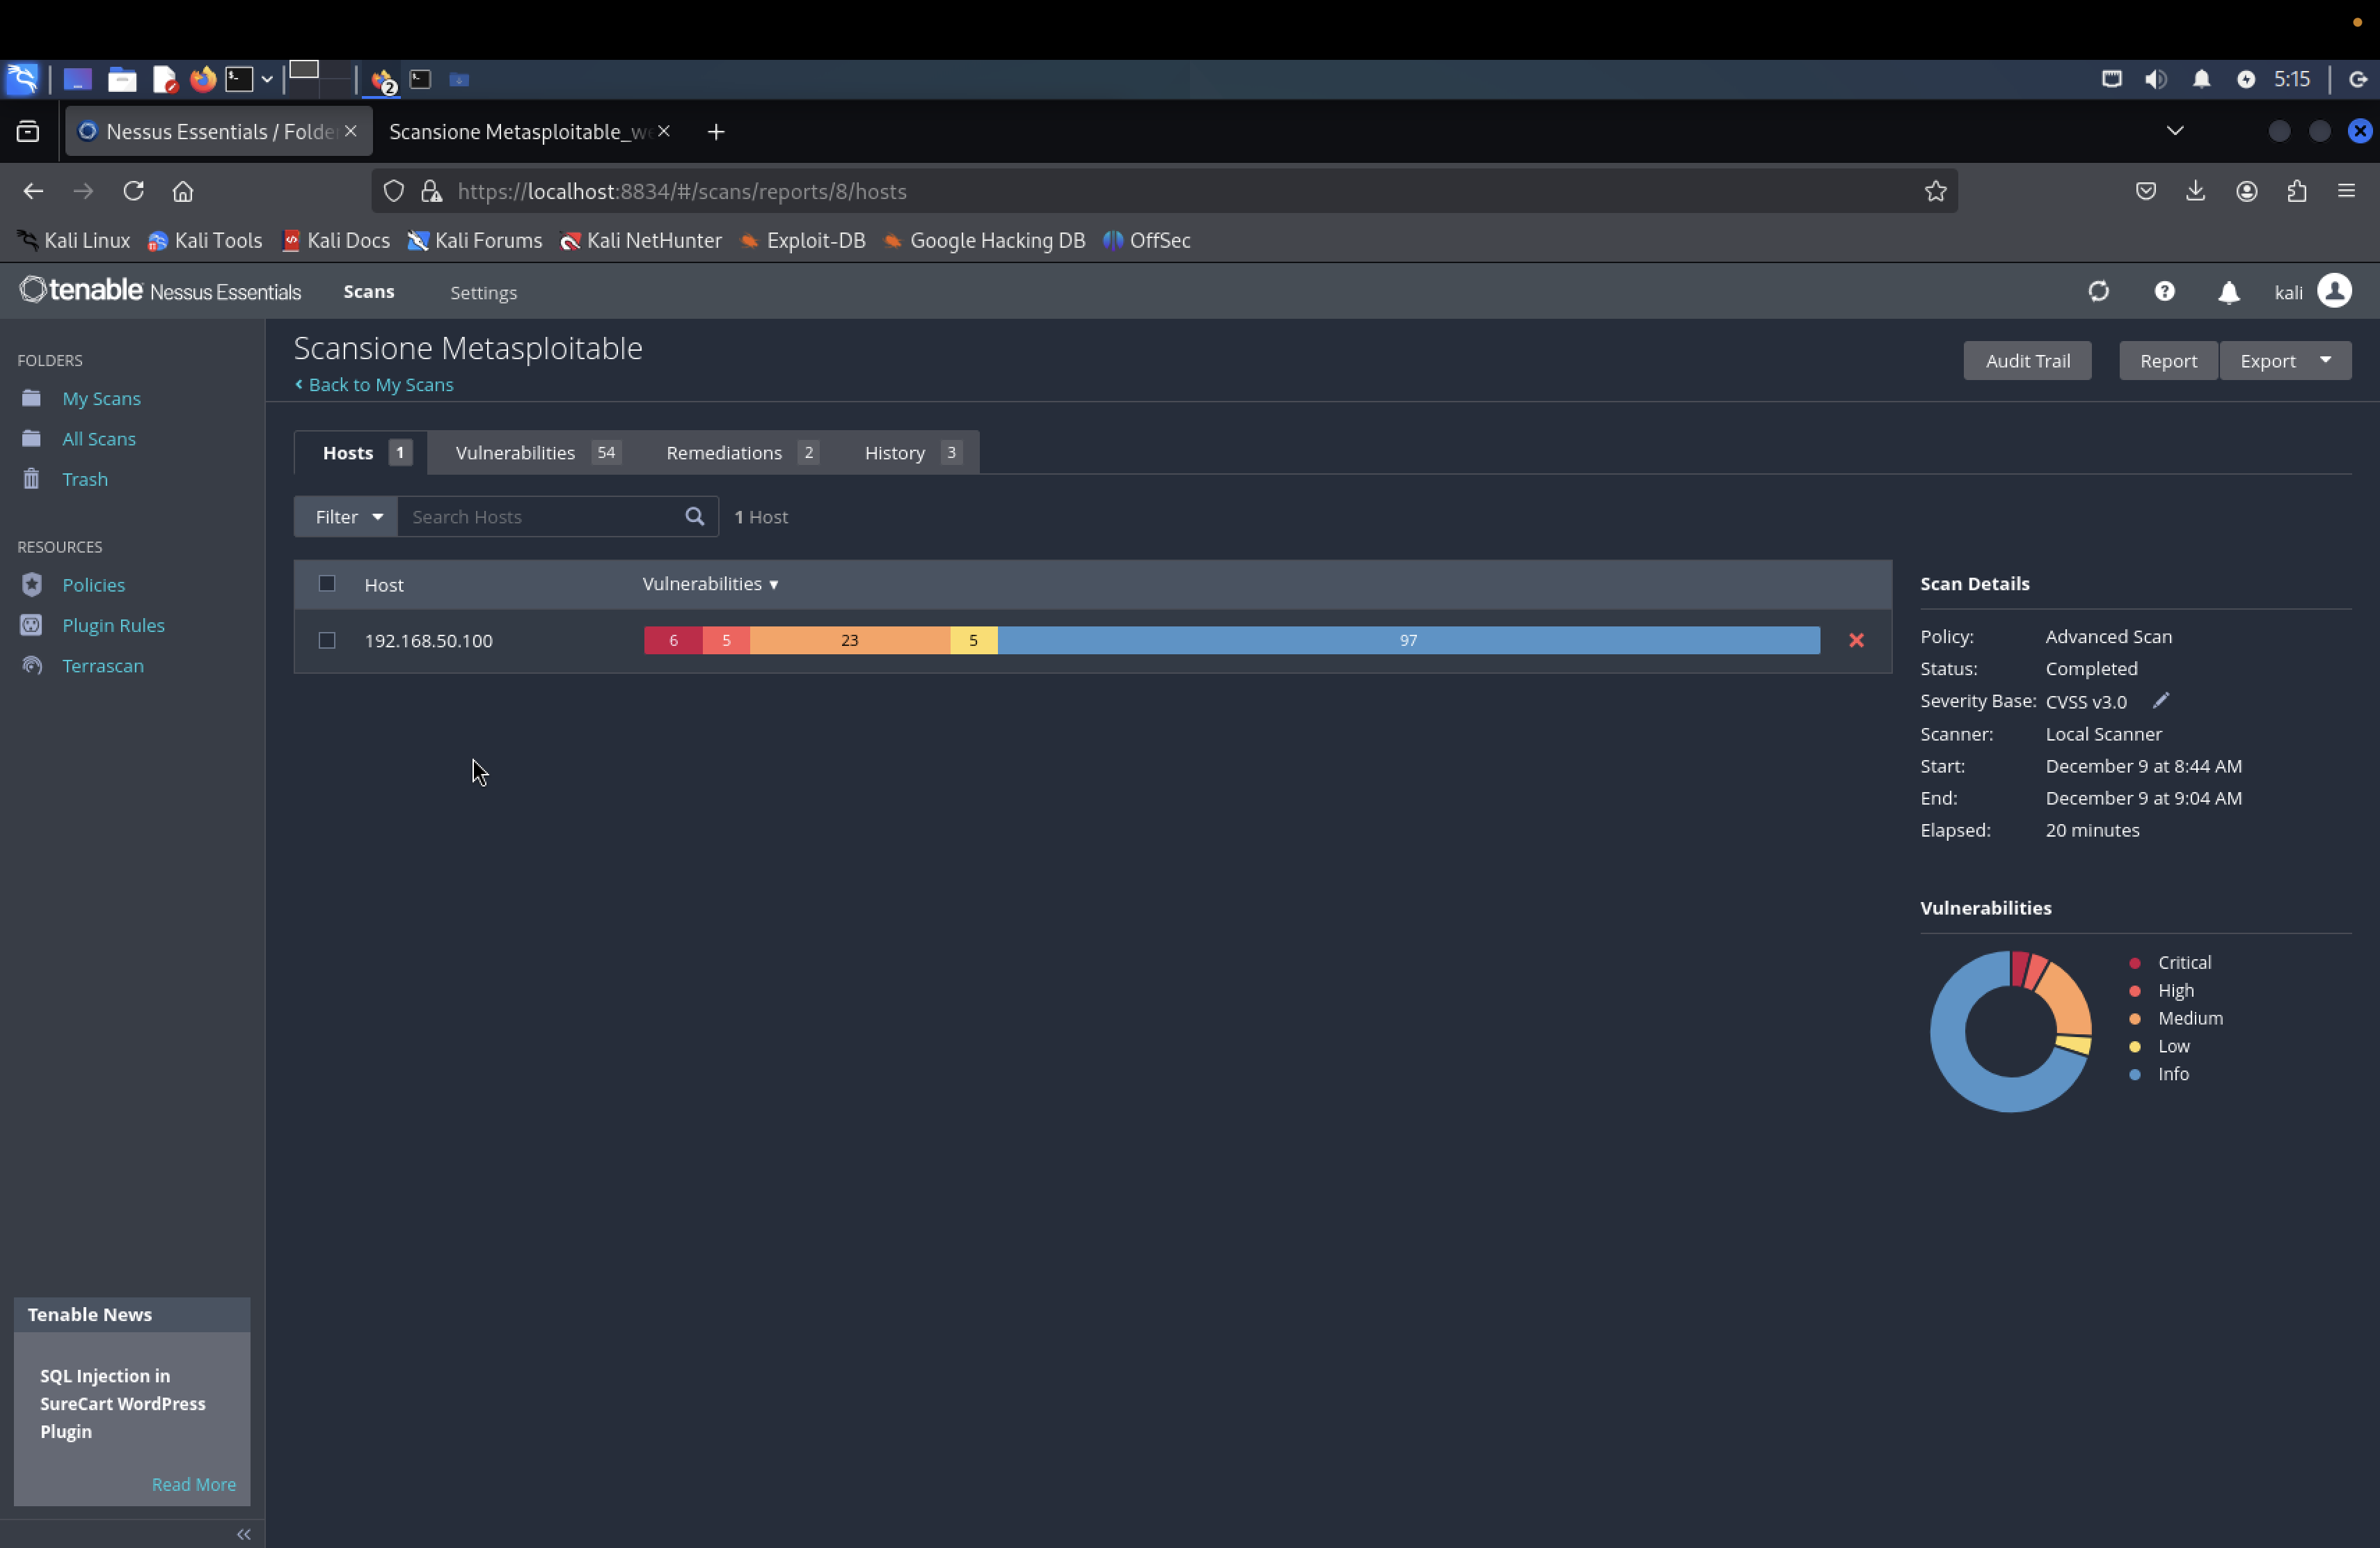 2
5:15
Nessus Essentials / Folde
Scansione Metasploitable_we
https://localhost:8834/#/scans/reports/8/hosts
Kali Linux
Kali Tools
Kali Docs
Kali Forums
Kali NetHunter
Exploit-DB
Google Hacking DB
OffSec
tenable Nessus Essentials
Scans
Settings
kali
FOLDERS
My Scans
All Scans
Trash
RESOURCES
Policies
Plugin Rules
Terrascan
Scansione Metasploitable
Back to My Scans
Audit Trail
Report
Export
Hosts 1
Vulnerabilities 54
Remediations 2
History 3
Filter
Search Hosts
1 Host
Host
Vulnerabilities
192.168.50.100
6
5
23
5
97
Scan Details
Policy: Advanced Scan
Status: Completed
Severity Base: CVSS v3.0
Scanner: Local Scanner
Start: December 9 at 8:44 AM
End: December 9 at 9:04 AM
Elapsed: 20 minutes
Vulnerabilities
Critical
High
Medium
Low
Info
Tenable News
SQL Injection in
SureCart WordPress
Plugin
Read More